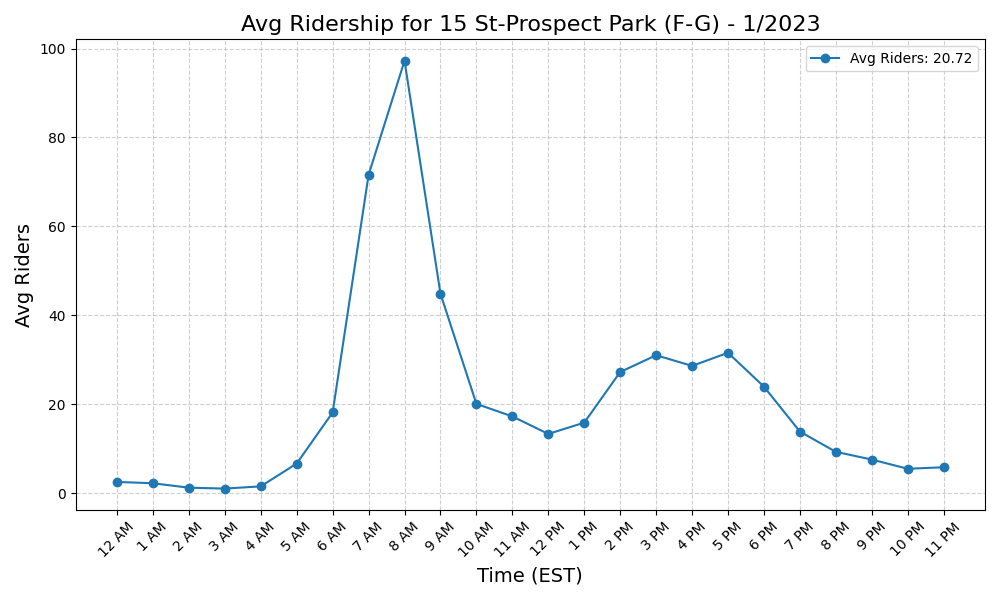 Avg Ridership for 15 St-Prospect Park (F-G) - 1/2023
Avg Riders: 20.72
Avg Riders
100
80
60
40
20
0
12 AM
1 AM
2 AM
3 AM
4 AM
5 AM
6 AM
7 AM
8 AM
9 AM
10 AM
11 AM
12 PM
1 PM
2 PM
3 PM
4 PM
5 PM
6 PM
7 PM
8 PM
9 PM
10 PM
11 PM
Time (EST)